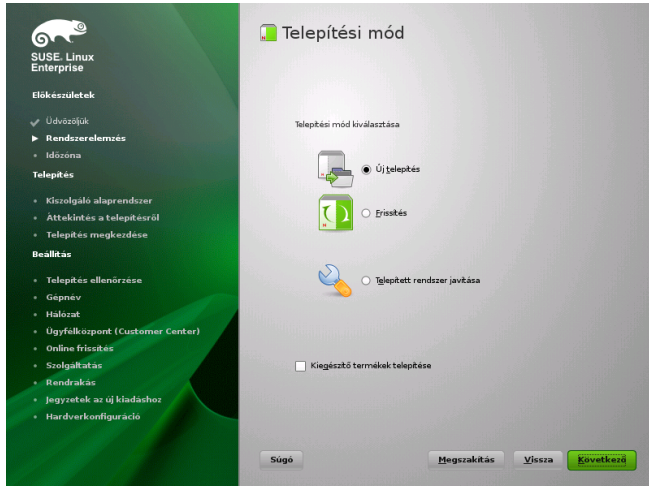 SUSE. Linux
Enterprise
Előkészületek
Üdvözöljük
Rendszerelemzés
Időzóna
Telepítés
Kiszolgáló alaprendszer
Áttekintés a telepítésről
Telepítés megkezdése
Beállítás
Telepítés ellenőrzése
Gépnév
Hálózat
Ügyfélközpont (Customer Center)
Online frissítés
Szolgáltatás
Rendrakás
Jegyzetek az új kiadáshoz
Hardverkonfiguráció
Telepítési mód
Telepítési mód kiválasztása
Új telepítés
Frissítés
Telepített rendszer javítása
Kiegészítő termékek telepítése
Súgó
Megszakítás
Vissza
Következő